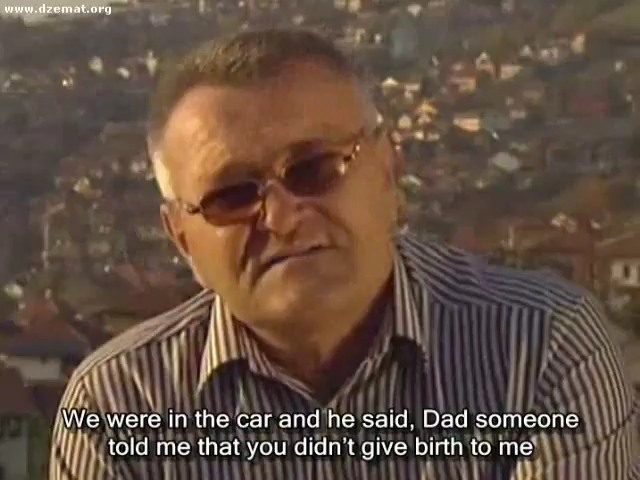 www.dzemat.org
We were in the car and he said, Dad someone
told me that you didn't give birth to me